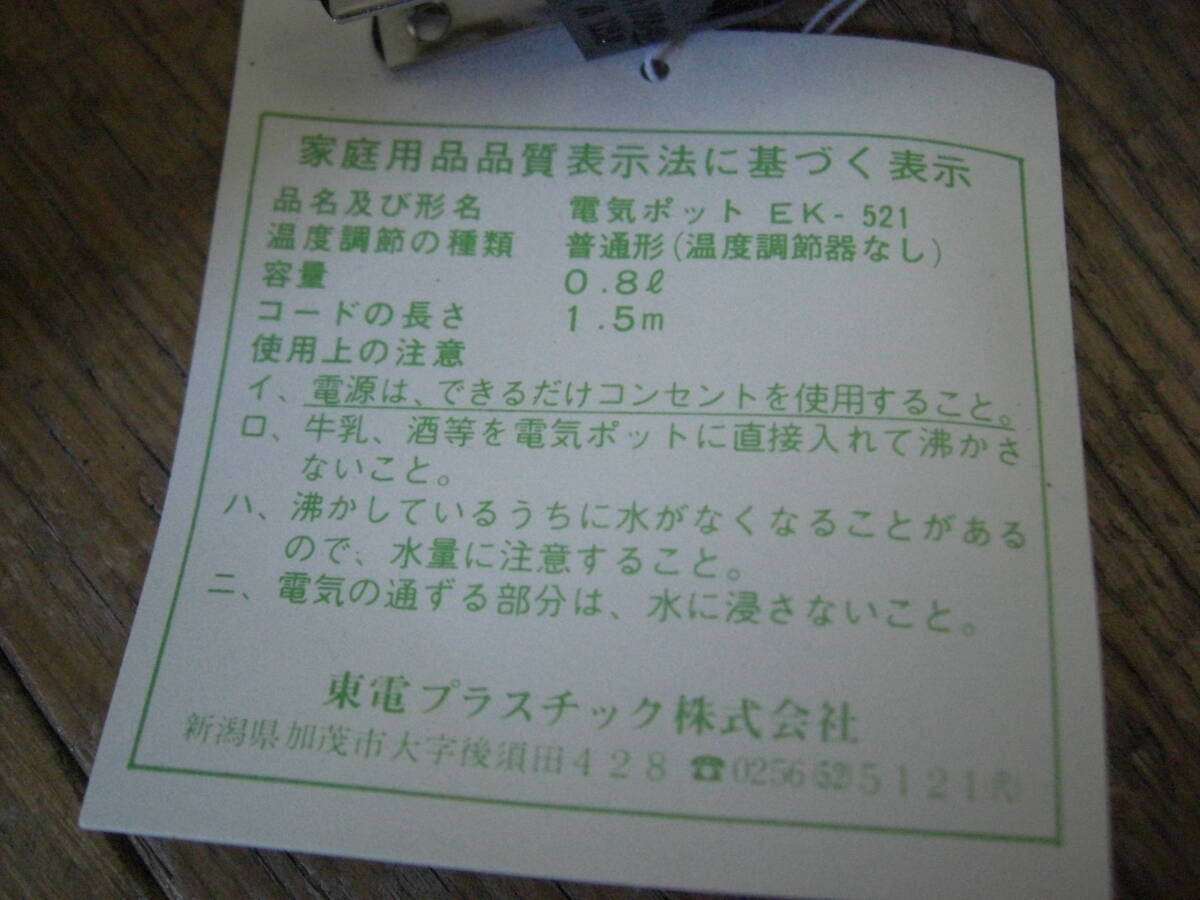 家庭用品品質表示法に基づく表示
品名及び形名 電気ポット EK-521
温度調節の種類 普通形(温度調節器なし)
容量 0.8ℓ
コードの長さ 1.5m
使用上の注意
イ、電源は、できるだけコンセントを使用すること。
ロ、牛乳、酒等を電気ポットに直接入れて沸かさ
ないこと。
ハ、沸かしているうちに水がなくなることがある
ので、水量に注意すること。
ニ、電気の通ずる部分は、水に浸さないこと。
東電プラスチック株式会社
新潟県加茂市大字後須田428 ☎0256(52)5121(代)